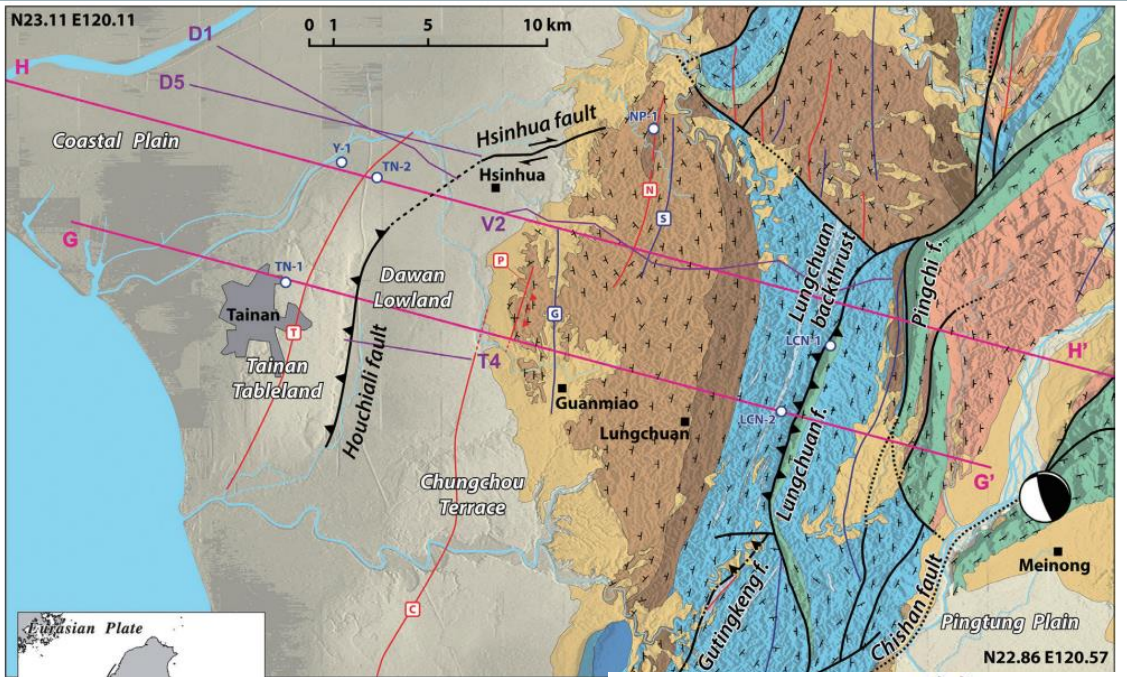 N23.11 E120.11
D1
0 1 5 10 km
H
D5
Coastal Plain
Hsinhua fault
NP-1
Y-1
TN-2
Hsinhua
N
S
G
V2
P
TN-1
Dawan
Lowland
Lungchuan
backthrust
Pingchi f.
Tainan
T
G
LCN-1
H'
Tainan
Tableland
Houchiali fault
T4
Guanmiao
LCN-2
Lungchuan
Lungchuan f.
G'
Chungchou
Terrace
Meinong
C
Gutingkeng f.
Chishan fault
Pingtung Plain
Eurasian Plate
N22.86 E120.57